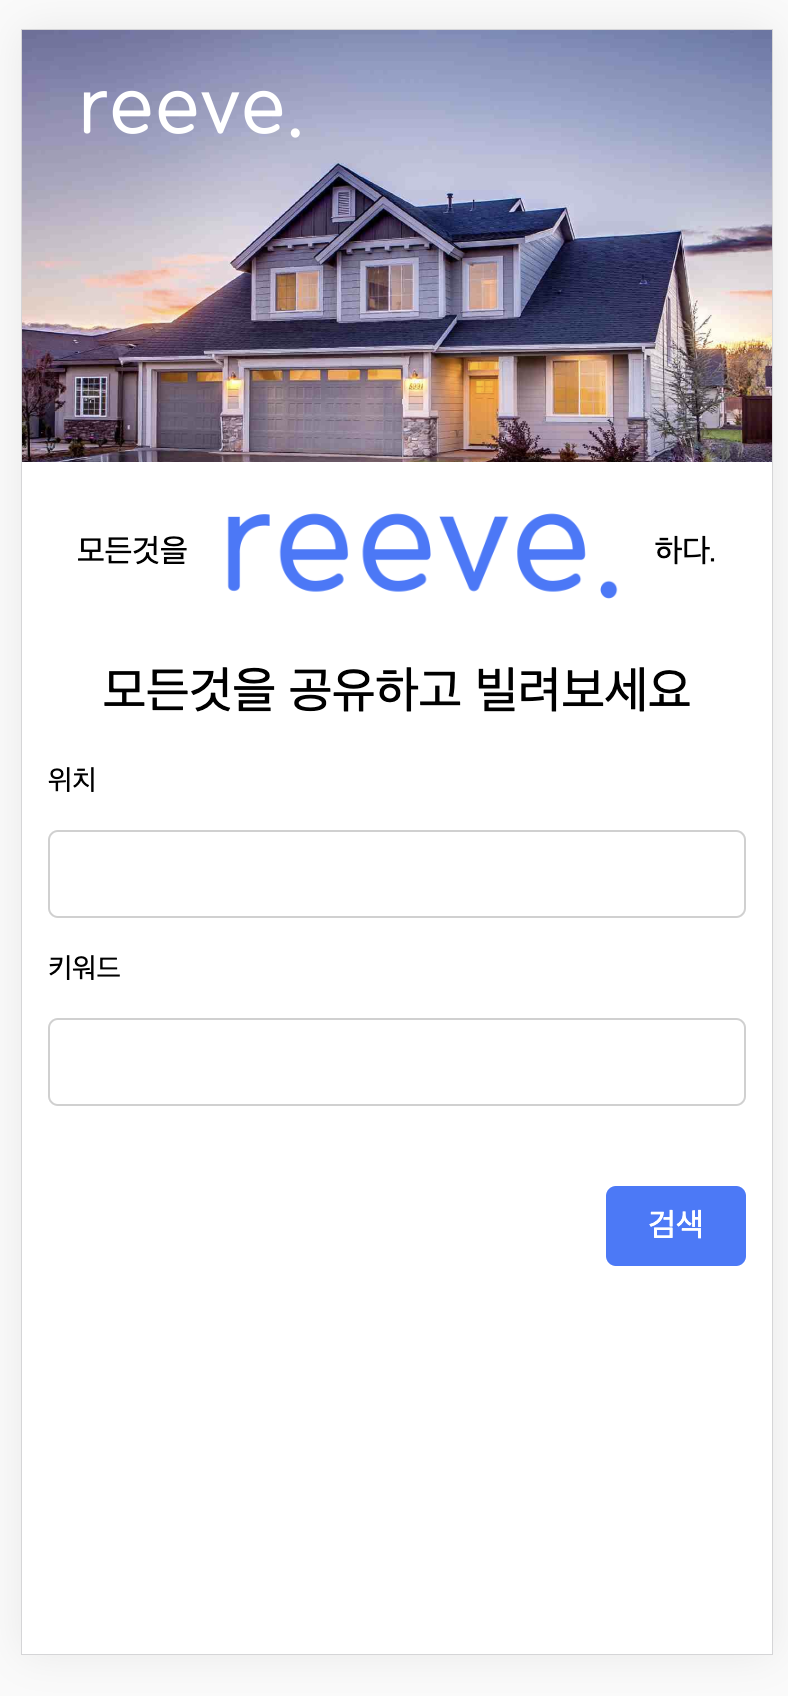 reeve.
모든것을 reeve. 하다.
모든것을 공유하고 빌려보세요
위치
키워드
검색